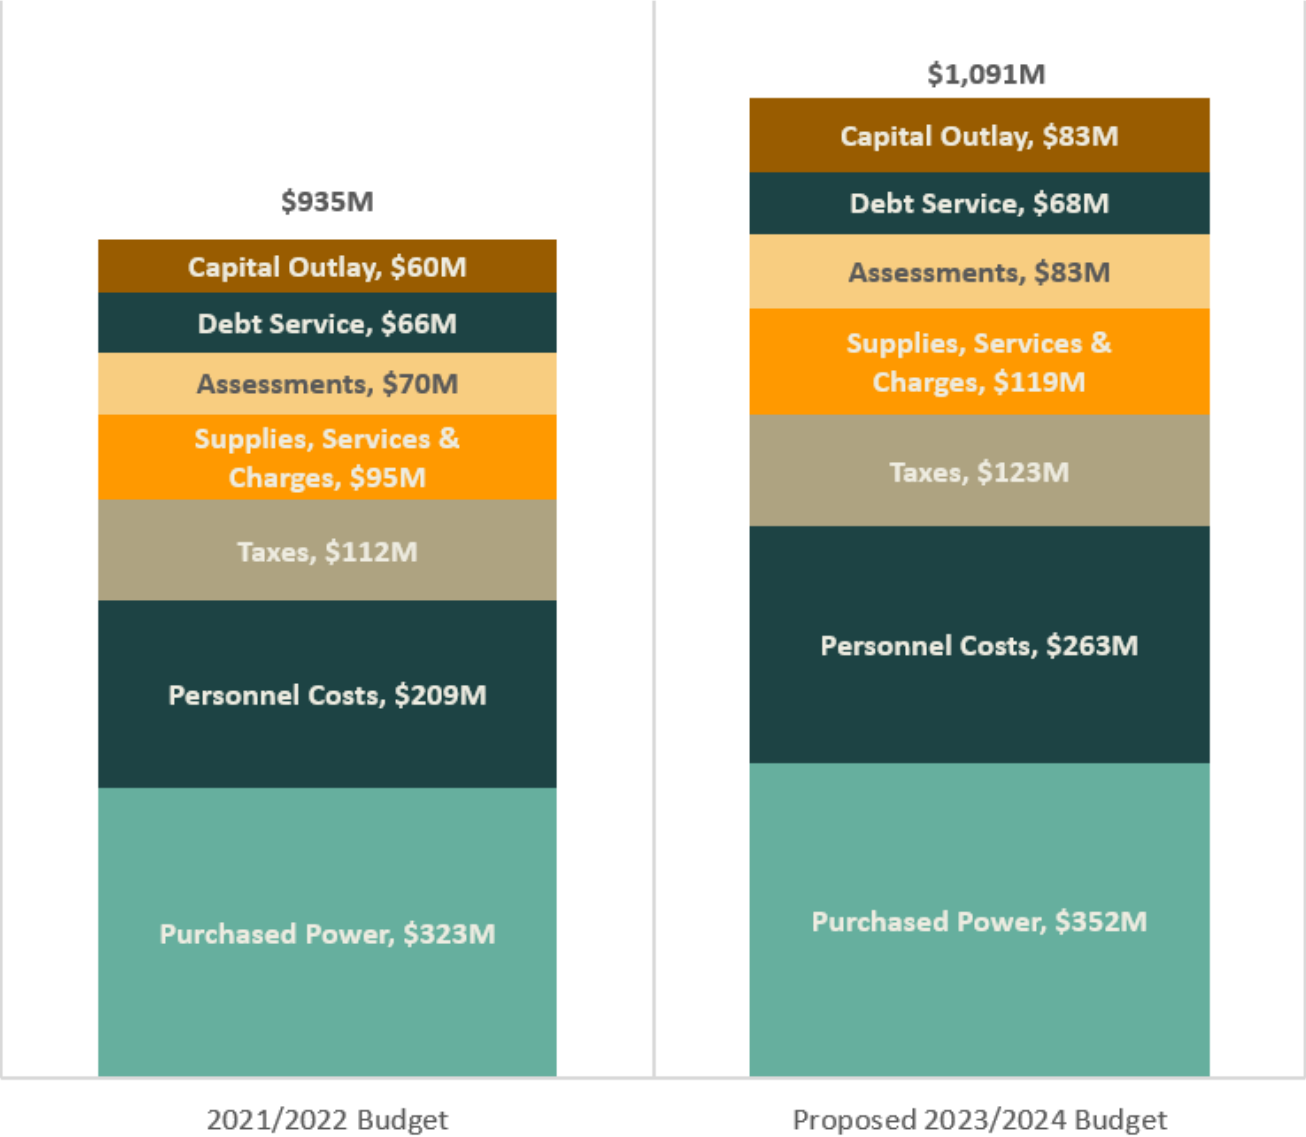 $935M
Capital Outlay, $60M
Debt Service, $66M
Assessments, $70M
Supplies, Services &
Charges, $95M
Taxes, $112M
Personnel Costs, $209M
Purchased Power, $323M
2021/2022 Budget
$1,091M
Capital Outlay, $83M
Debt Service, $68M
Assessments, $83M
Supplies, Services &
Charges, $119M
Taxes, $123M
Personnel Costs, $263M
Purchased Power, $352M
Proposed 2023/2024 Budget